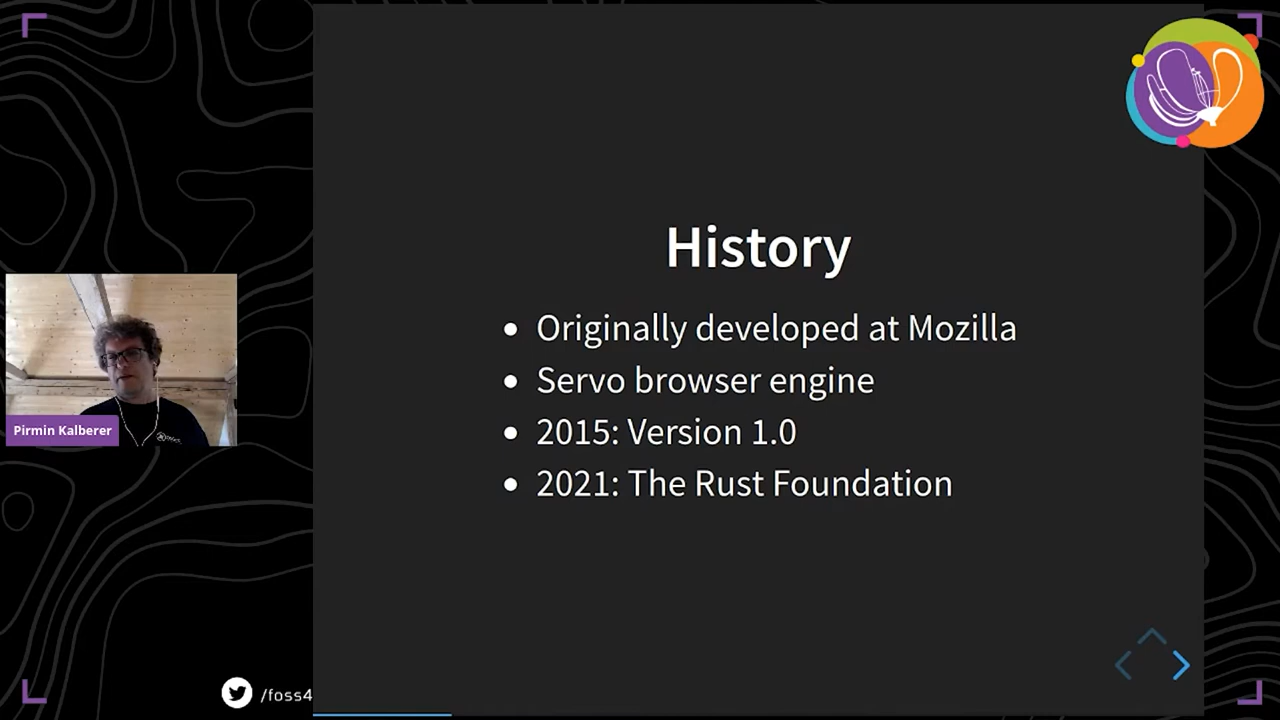 History
Originally developed at Mozilla
Servo browser engine
2015: Version 1.0
2021: The Rust Foundation
Pirmin Kalberer
/foss4